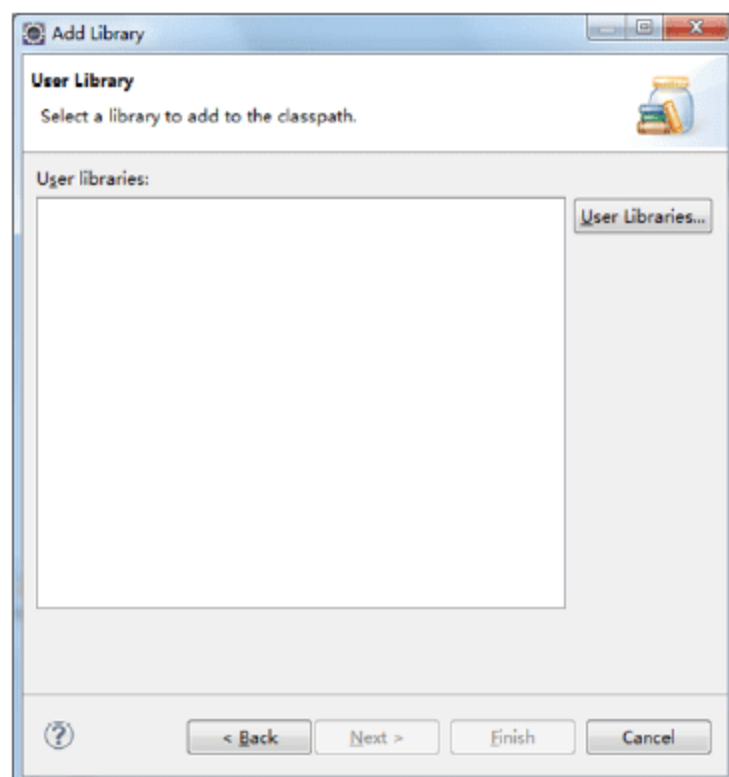 Add Library
User Library
Select a library to add to the classpath.
User libraries:
User Libraries...
< Back
Next >
Finish
Cancel